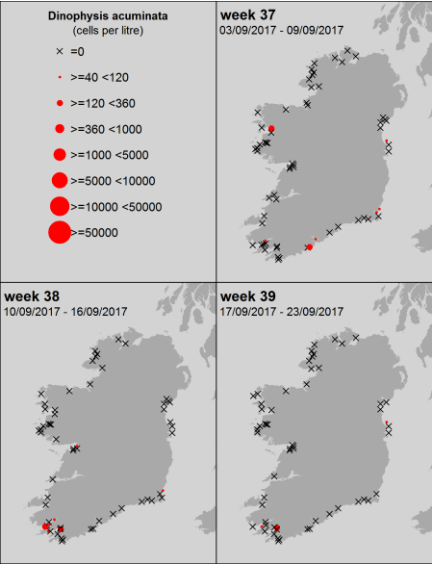 Dinophysis acuminata
(cells per litre)
=0
>=40 <120
>=120 <360
>=360 <1000
>=1000 <5000
>=5000 <10000
>=10000 <50000
>=50000
week 37
03/09/2017 - 09/09/2017
week 38
10/09/2017 - 16/09/2017
week 39
17/09/2017 - 23/09/2017